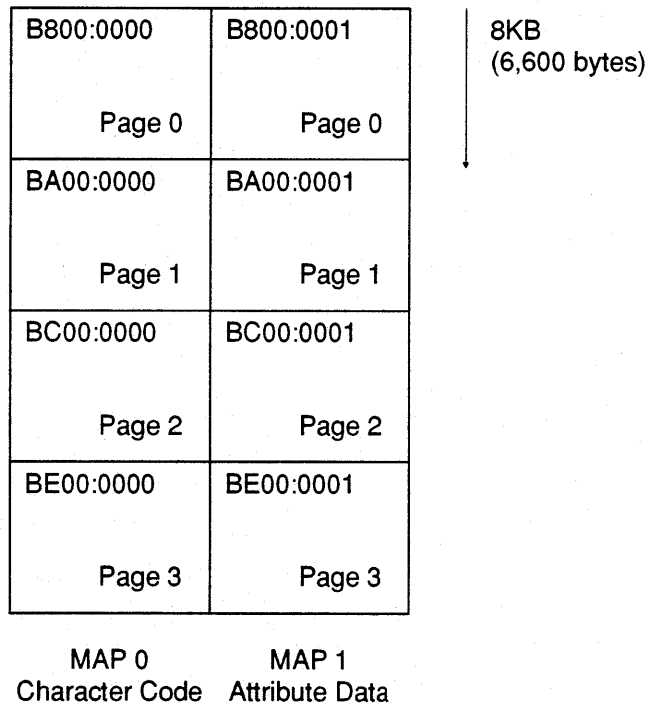 B800:0000 B800:0001 8KB
(6,600 bytes)
Page 0 Page 0
BA00:0000 BA00:0001
Page 1 Page 1
BC00:0000 BC00:0001
Page 2 Page 2
BE00:0000 BE00:0001
Page 3 Page 3
MAP 0 MAP 1
Character Code Attribute Data